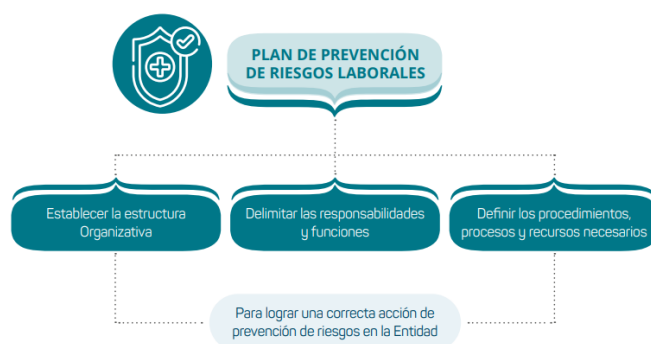 PLAN DE PREVENCIÓN
DE RIESGOS LABORALES
Establecer la estructura
Organizativa
Delimitar las responsabilidades
y funciones
Definir los procedimientos,
procesos y recursos necesarios
Para lograr una correcta acción de
prevención de riesgos en la Entidad